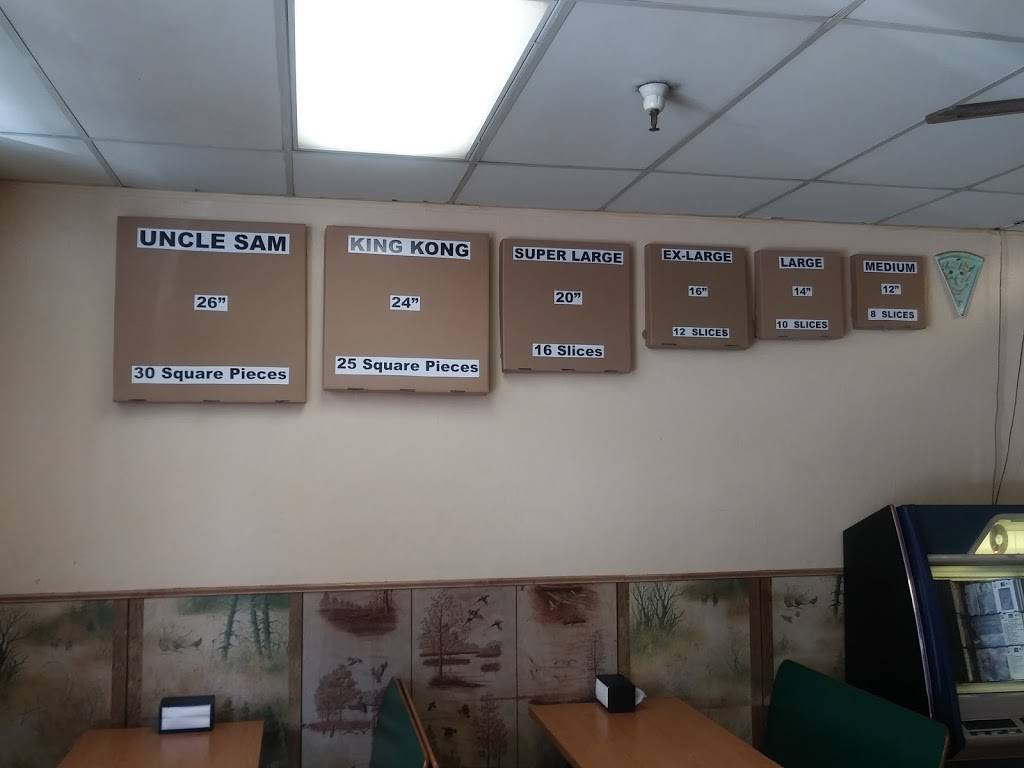 UNCLE SAM
26”
30 Square Pieces
KING KONG
24”
25 Square Pieces
SUPER LARGE
20”
16 Slices
EX-LARGE
16”
12 SLICES
LARGE
14”
10 SLICES
MEDIUM
12”
8 SLICES